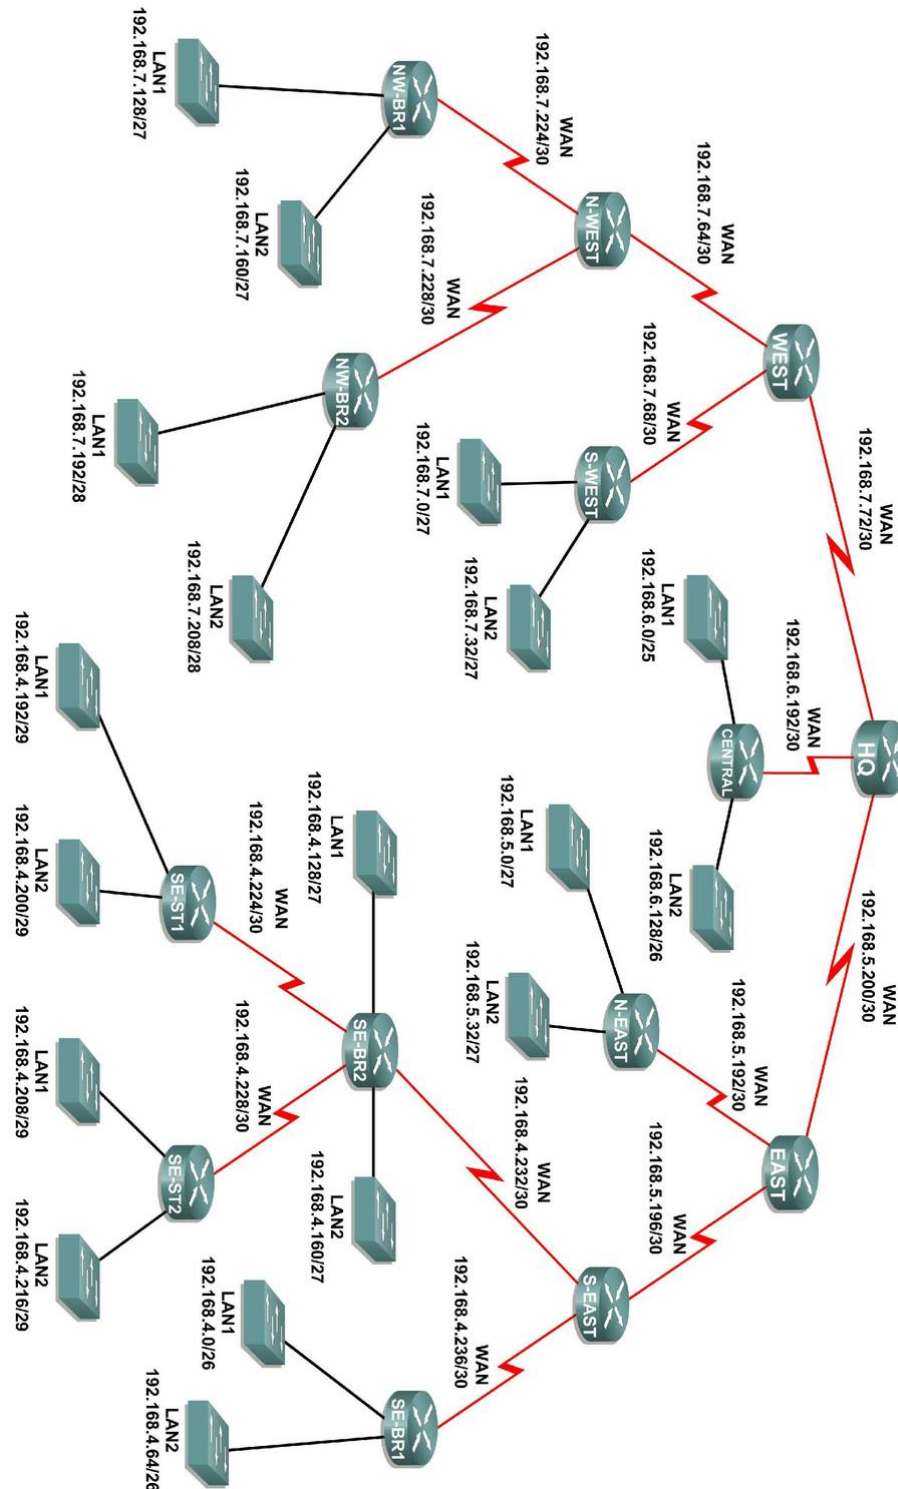 HQ
WAN
192.168.7.72/30
WAN
192.168.6.192/30
WAN
192.168.5.200/30
WEST
CENTRAL
LAN1
192.168.6.0/25
LAN2
192.168.6.128/26
EAST
WAN
192.168.7.64/30
WAN
192.168.7.68/30
WAN
192.168.5.192/30
WAN
192.168.5.196/30
N-WEST
S-WEST
LAN1
192.168.7.0/27
LAN2
192.168.7.32/27
N-EAST
LAN1
192.168.5.0/27
LAN2
192.168.5.32/27
S-EAST
WAN
192.168.7.224/30
WAN
192.168.7.228/30
WAN
192.168.4.232/30
WAN
192.168.4.236/30
NW-BR1
LAN1
192.168.7.128/27
LAN2
192.168.7.160/27
NW-BR2
LAN1
192.168.7.192/28
LAN2
192.168.7.208/28
SE-BR2
LAN1
192.168.4.128/27
LAN2
192.168.4.160/27
SE-BR1
LAN1
192.168.4.0/26
LAN2
192.168.4.64/26
WAN
192.168.4.224/30
WAN
192.168.4.228/30
SE-ST1
LAN1
192.168.4.192/29
LAN2
192.168.4.200/29
SE-ST2
LAN1
192.168.4.208/29
LAN2
192.168.4.216/29